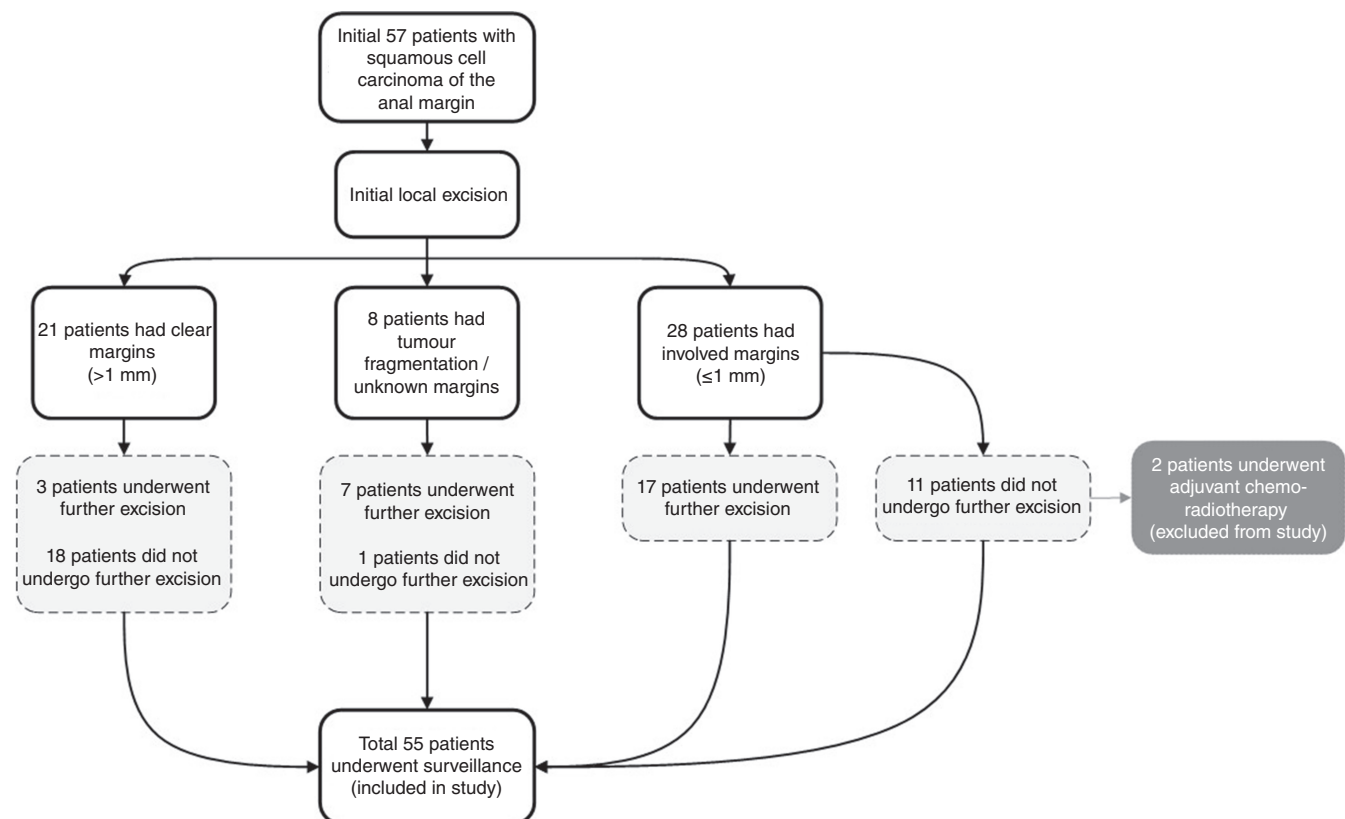 Initial 57 patients with
squamous cell
carcinoma of the
anal margin
Initial local excision
21 patients had clear
margins
(>1 mm)
8 patients had
tumour
fragmentation /
unknown margins
28 patients had
involved margins
(≤1 mm)
3 patients underwent
further excision
18 patients did not
undergo further excision
7 patients underwent
further excision
1 patients did not
undergo further excision
17 patients underwent
further excision
11 patients did not
undergo further excision
2 patients underwent
adjuvant chemo-
radiotherapy
(excluded from study)
Total 55 patients
underwent surveillance
(included in study)